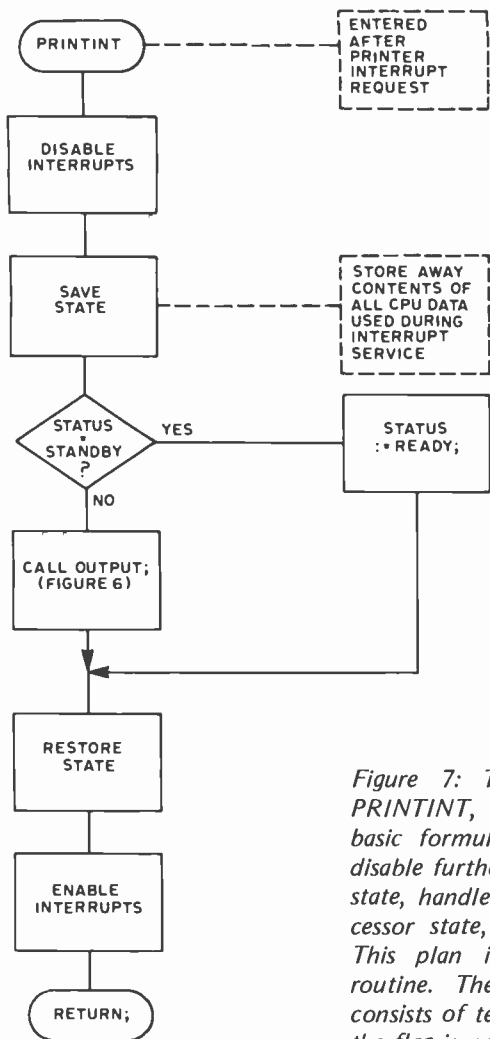 PRINTINT
ENTERED
AFTER
PRINTER
INTERRUPT
REQUEST
DISABLE
INTERRUPTS
SAVE
STATE
STORE AWAY
CONTENTS OF
ALL CPU DATA
USED DURING
INTERRUPT
SERVICE
STATUS
=
STANDBY
?
YES
STATUS
:=READY;
NO
CALL OUTPUT;
(FIGURE 6)
RESTORE
STATE
ENABLE
INTERRUPTS
RETURN;
Figure 7:
PRINTINT,
basic
disable
state, handle
cessor state,
This plan
routine. The
consists of